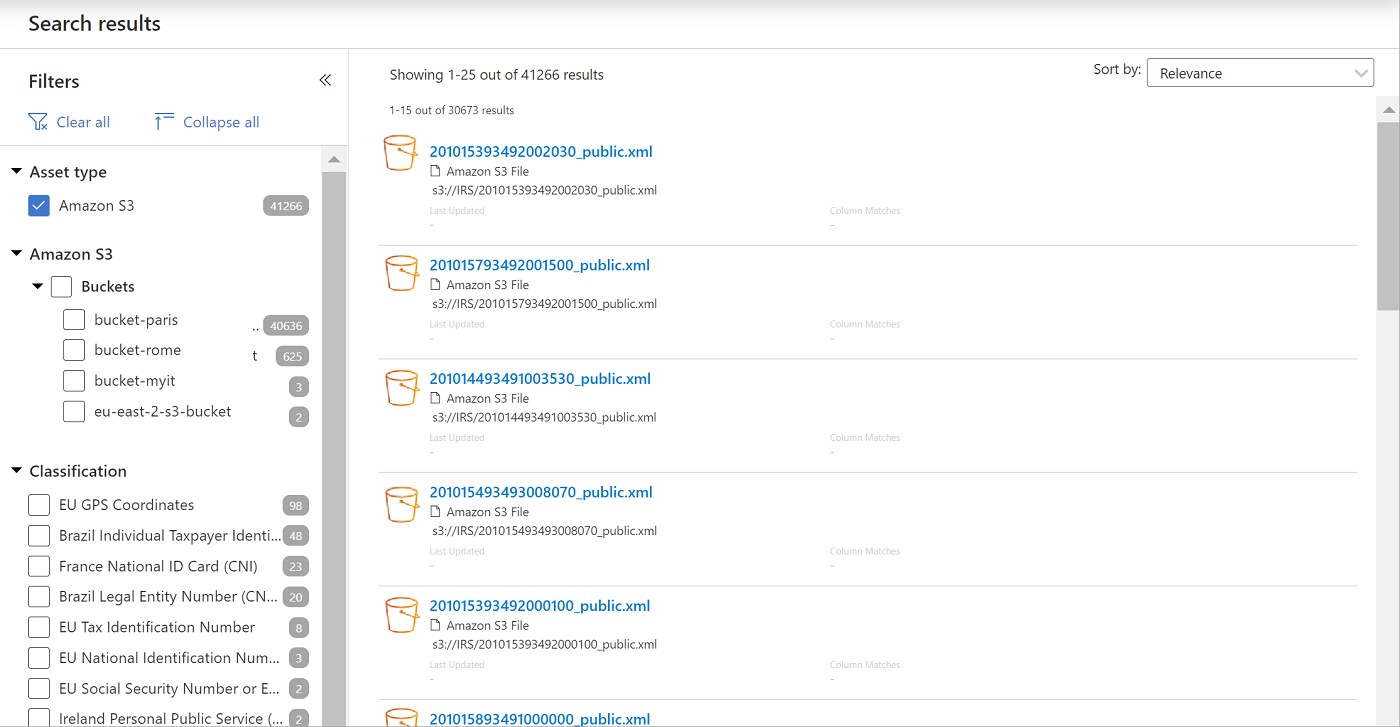 Search results
Filters
Clear all
Collapse all
Asset type
Amazon S3 41266
Amazon S3
Buckets
bucket-paris .. 40636
bucket-rome t 625
bucket-myit 3
eu-east-2-s3-bucket 2
Classification
EU GPS Coordinates 98
Brazil Individual Taxpayer Identi... 48
France National ID Card (CNI) 23
Brazil Legal Entity Number (CN... 20
EU Tax Identification Number 8
EU National Identification Num... 3
EU Social Security Number or E... 2
Ireland Personal Public Service (... 2
Showing 1-25 out of 41266 results
Sort by: Relevance
1-15 out of 30673 results
201015393492002030_public.xml
Amazon S3 File
s3://IRS/201015393492002030_public.xml
Last Updated Column Matches
- -
201015793492001500_public.xml
Amazon S3 File
s3://IRS/201015793492001500_public.xml
Last Updated Column Matches
- -
201014493491003530_public.xml
Amazon S3 File
s3://IRS/201014493491003530_public.xml
Last Updated Column Matches
- -
201015493493008070_public.xml
Amazon S3 File
s3://IRS/201015493493008070_public.xml
Last Updated Column Matches
- -
201015393492000100_public.xml
Amazon S3 File
s3://IRS/201015393492000100_public.xml
Last Updated Column Matches
- -
201015893491000000_public.xml